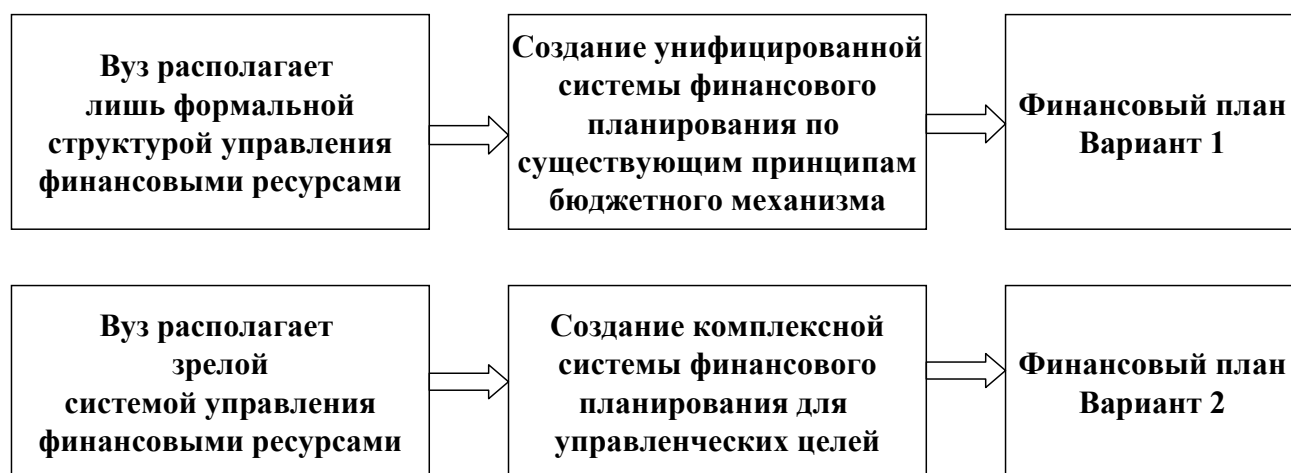 Вуз располагает
лишь формальной
структурой управления
финансовыми ресурсами
Создание унифицированной
системы финансового
планирования по
существующим принципам
бюджетного механизма
Финансовый план
Вариант 1
Вуз располагает
зрелой
системой управления
финансовыми ресурсами
Создание комплексной
системы финансового
планирования для
управленческих целей
Финансовый план
Вариант 2